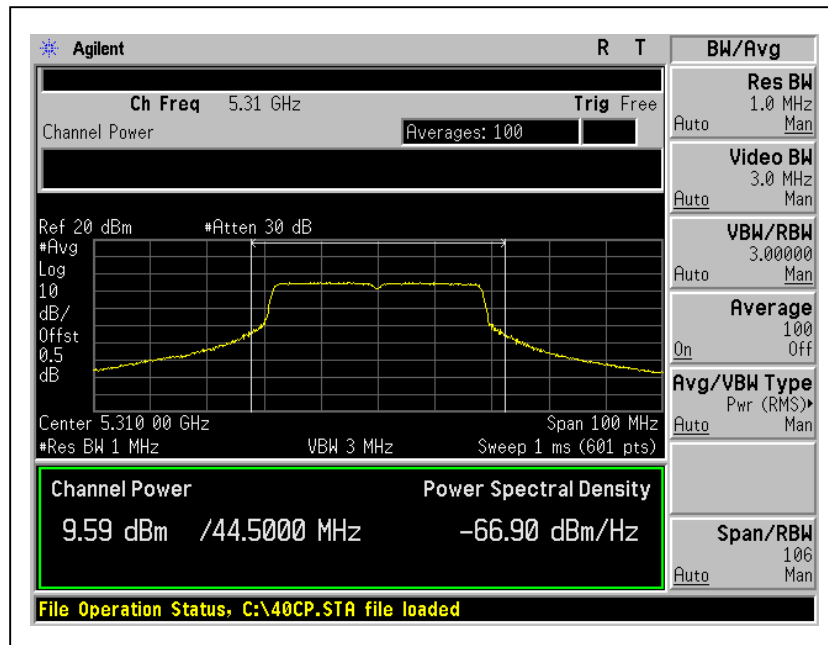 Agilent R T
Ch Freq 5.31 GHz Trig Free
Channel Power Averages: 100
Ref 20 dBm #Atten 30 dB
#Avg
Log
10
dB/
Offst
0.5
dB
Center 5.310 00 GHz Span 100 MHz
#Res BW 1 MHz VBW 3 MHz Sweep 1 ms (601 pts)
Channel Power Power Spectral Density
9.59 dBm /44.5000 MHz -66.90 dBm/Hz
File Operation Status, C:\40CP.STA file loaded
BW/Avg
Res BW
1.0 MHz
Auto Man
Video BW
3.0 MHz
Auto Man
VBW/RBW
3.00000
Auto Man
Average
100
On Off
Avg/VBW Type
Pwr (RMS)▸
Auto Man
Span/RBW
106
Auto Man